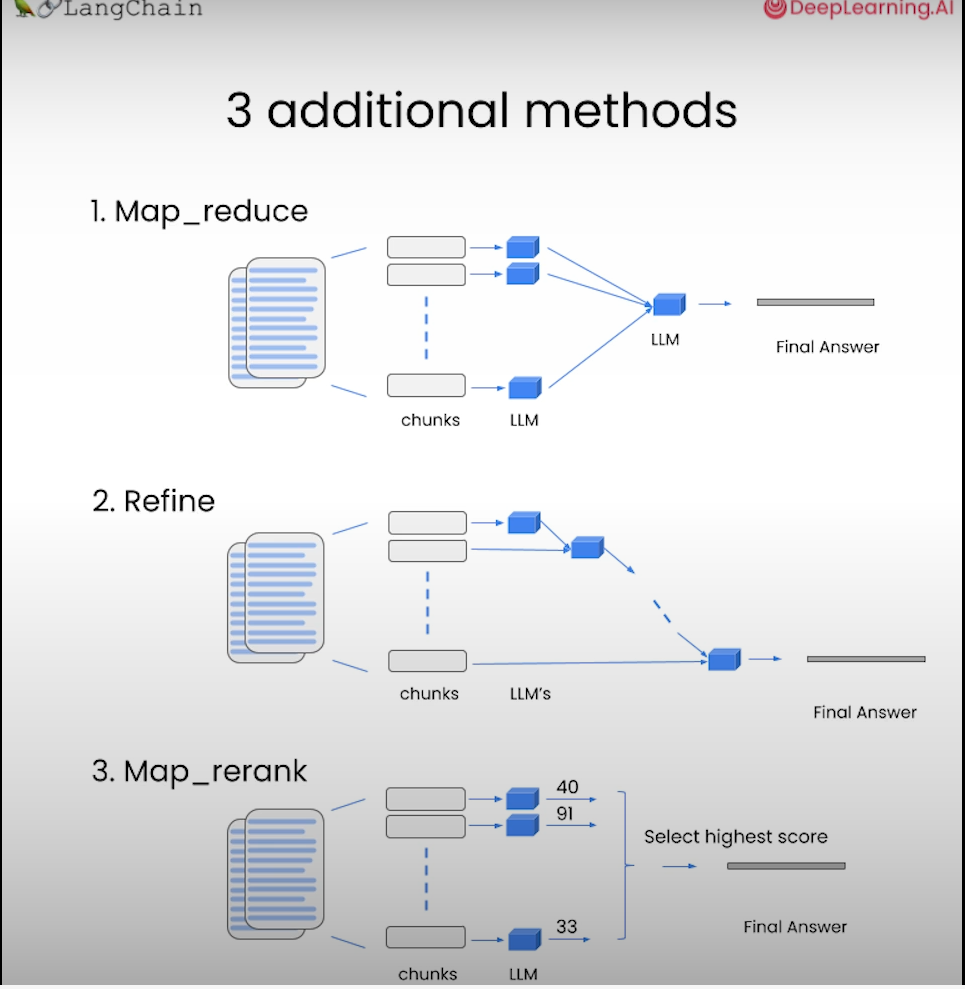 LangChain
DeepLearning.AI
3 additional methods
1. Map_reduce
LLM
Final Answer
chunks
LLM
2. Refine
chunks
LLM's
Final Answer
3. Map_rerank
40
91
Select highest score
33
Final Answer
chunks
LLM